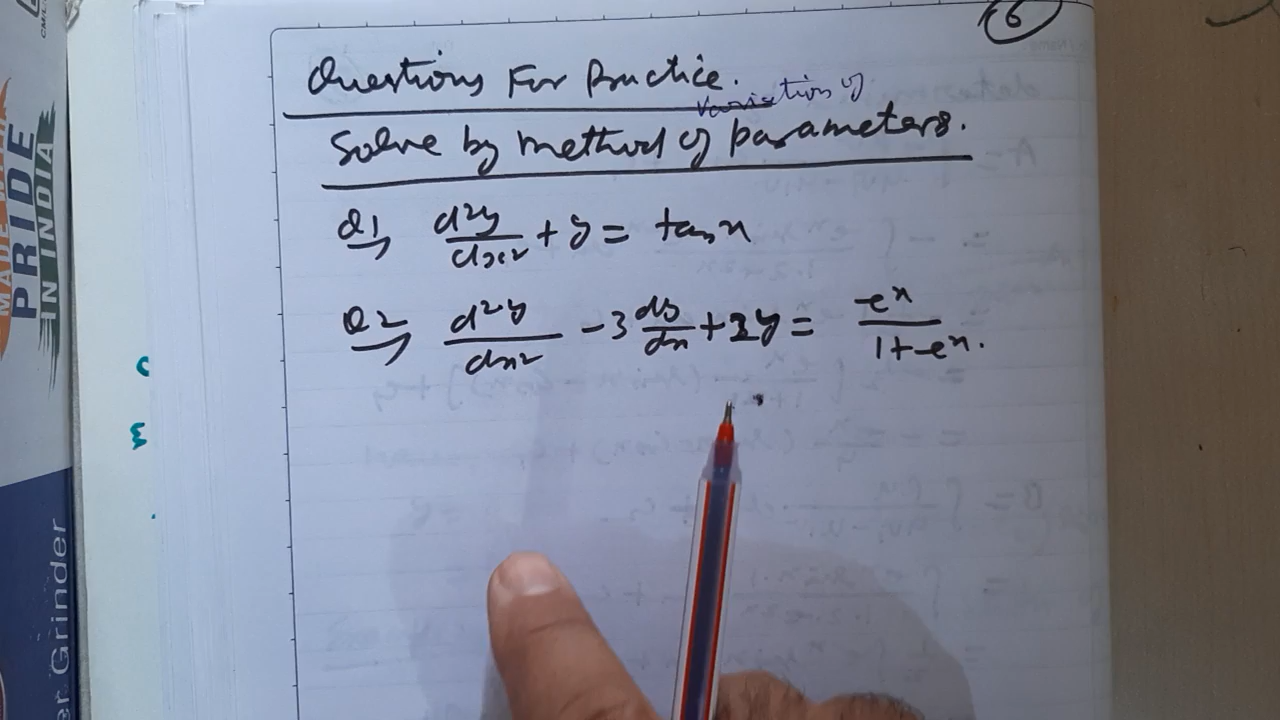 6
Questions For Practice.
Variation of
Solve by method of parameters.
Q1 d²y/dx² + y = tan x
Q2 d²y/dx² - 3 dy/dx + 2y = e^x/1+e^x.
PRIDE
IN INDIA
er Grinder